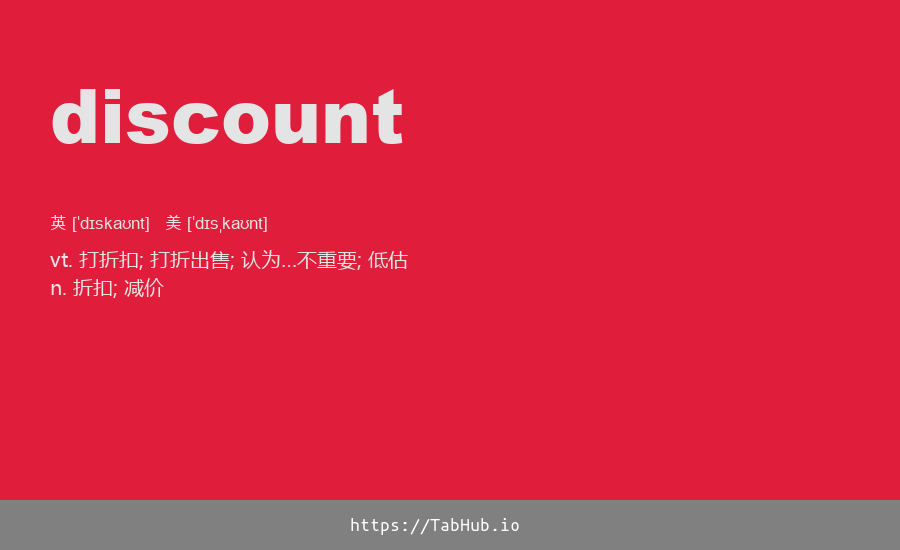 discount
英 [ˈdɪskaʊnt] 美 [ˈdɪsˌkaʊnt]
vt. 打折扣; 打折出售; 认为...不重要; 低估
n. 折扣; 减价
https://TabHub.io